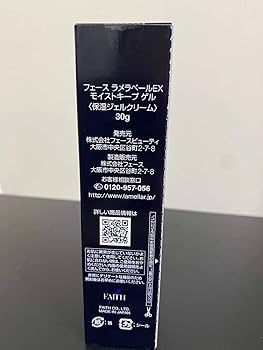 フェース ラメラベールEX
モイストキープ ゲル
〈保湿ジェルクリーム〉
30g
発売元
株式会社フェースビューティ
大阪市中央区谷町2-7-8
製造販売元
株式会社フェース
大阪市中央区谷町2-7-8
お客様相談窓口
0120-957-056
https://www.lamellar.jp/
詳しい商品情報は
FAITH
FAITH CO., LTD.
MADE IN JAPAN
箱
シール